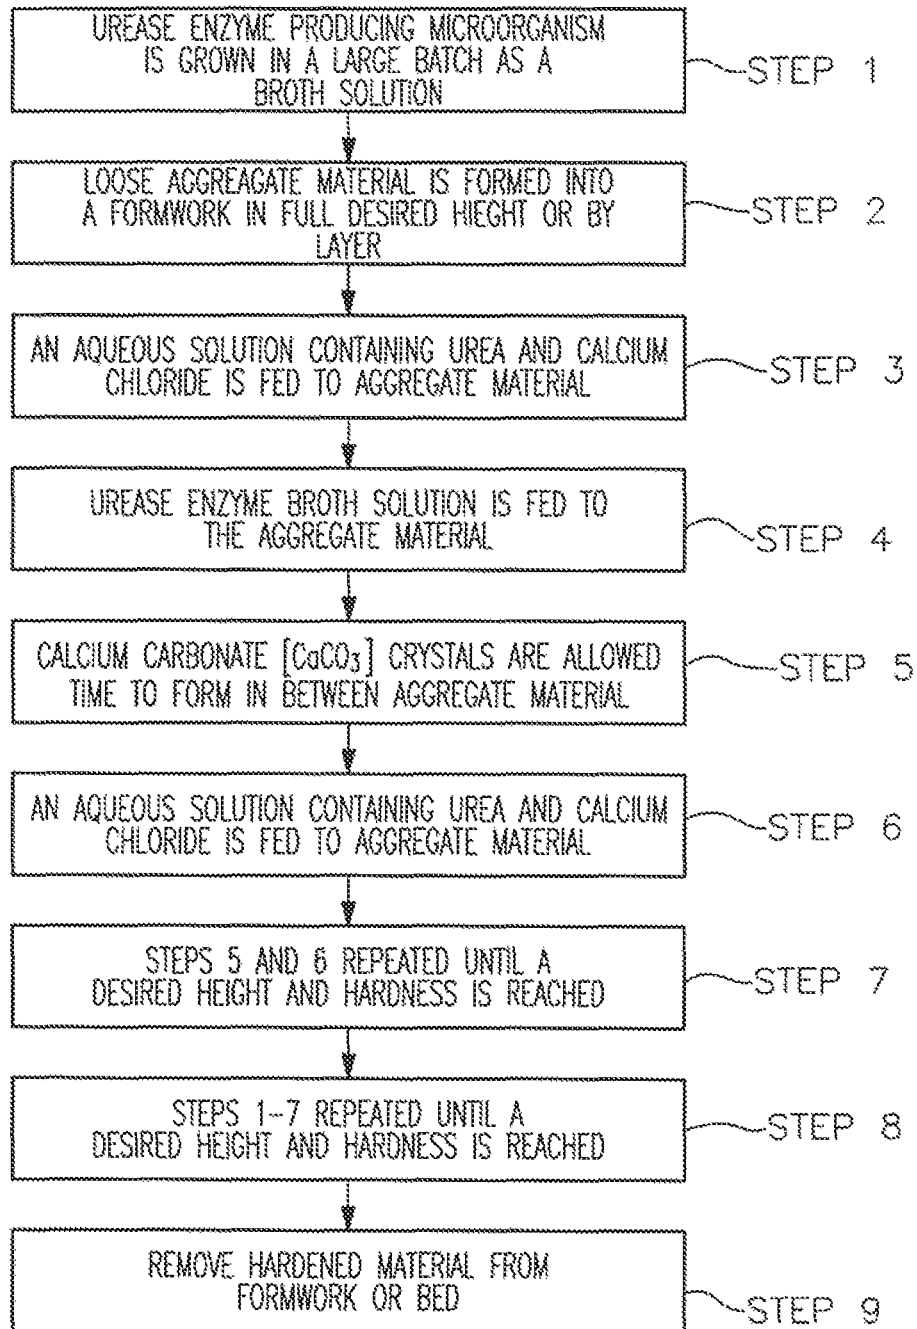 UREASE ENZYME PRODUCING MICROORGANISM
IS GROWN IN A LARGE BATCH AS A
BROTH SOLUTION
STEP 1
LOOSE AGGREAGATE MATERIAL IS FORMED INTO
A FORMWORK IN FULL DESIRED HIEGHT OR BY
LAYER
STEP 2
AN AQUEOUS SOLUTION CONTAINING UREA AND CALCIUM
CHLORIDE IS FED TO AGGREGATE MATERIAL
STEP 3
UREASE ENZYME BROTH SOLUTION IS FED TO
THE AGGREGATE MATERIAL
STEP 4
CALCIUM CARBONATE [CaCO₃] CRYSTALS ARE ALLOWED
TIME TO FORM IN BETWEEN AGGREGATE MATERIAL
STEP 5
AN AQUEOUS SOLUTION CONTAINING UREA AND CALCIUM
CHLORIDE IS FED TO AGGREGATE MATERIAL
STEP 6
STEPS 5 AND 6 REPEATED UNTIL A
DESIRED HEIGHT AND HARDNESS IS REACHED
STEP 7
STEPS 1-7 REPEATED UNTIL A
DESIRED HEIGHT AND HARDNESS IS REACHED
STEP 8
REMOVE HARDENED MATERIAL FROM
FORMWORK OR BED
STEP 9